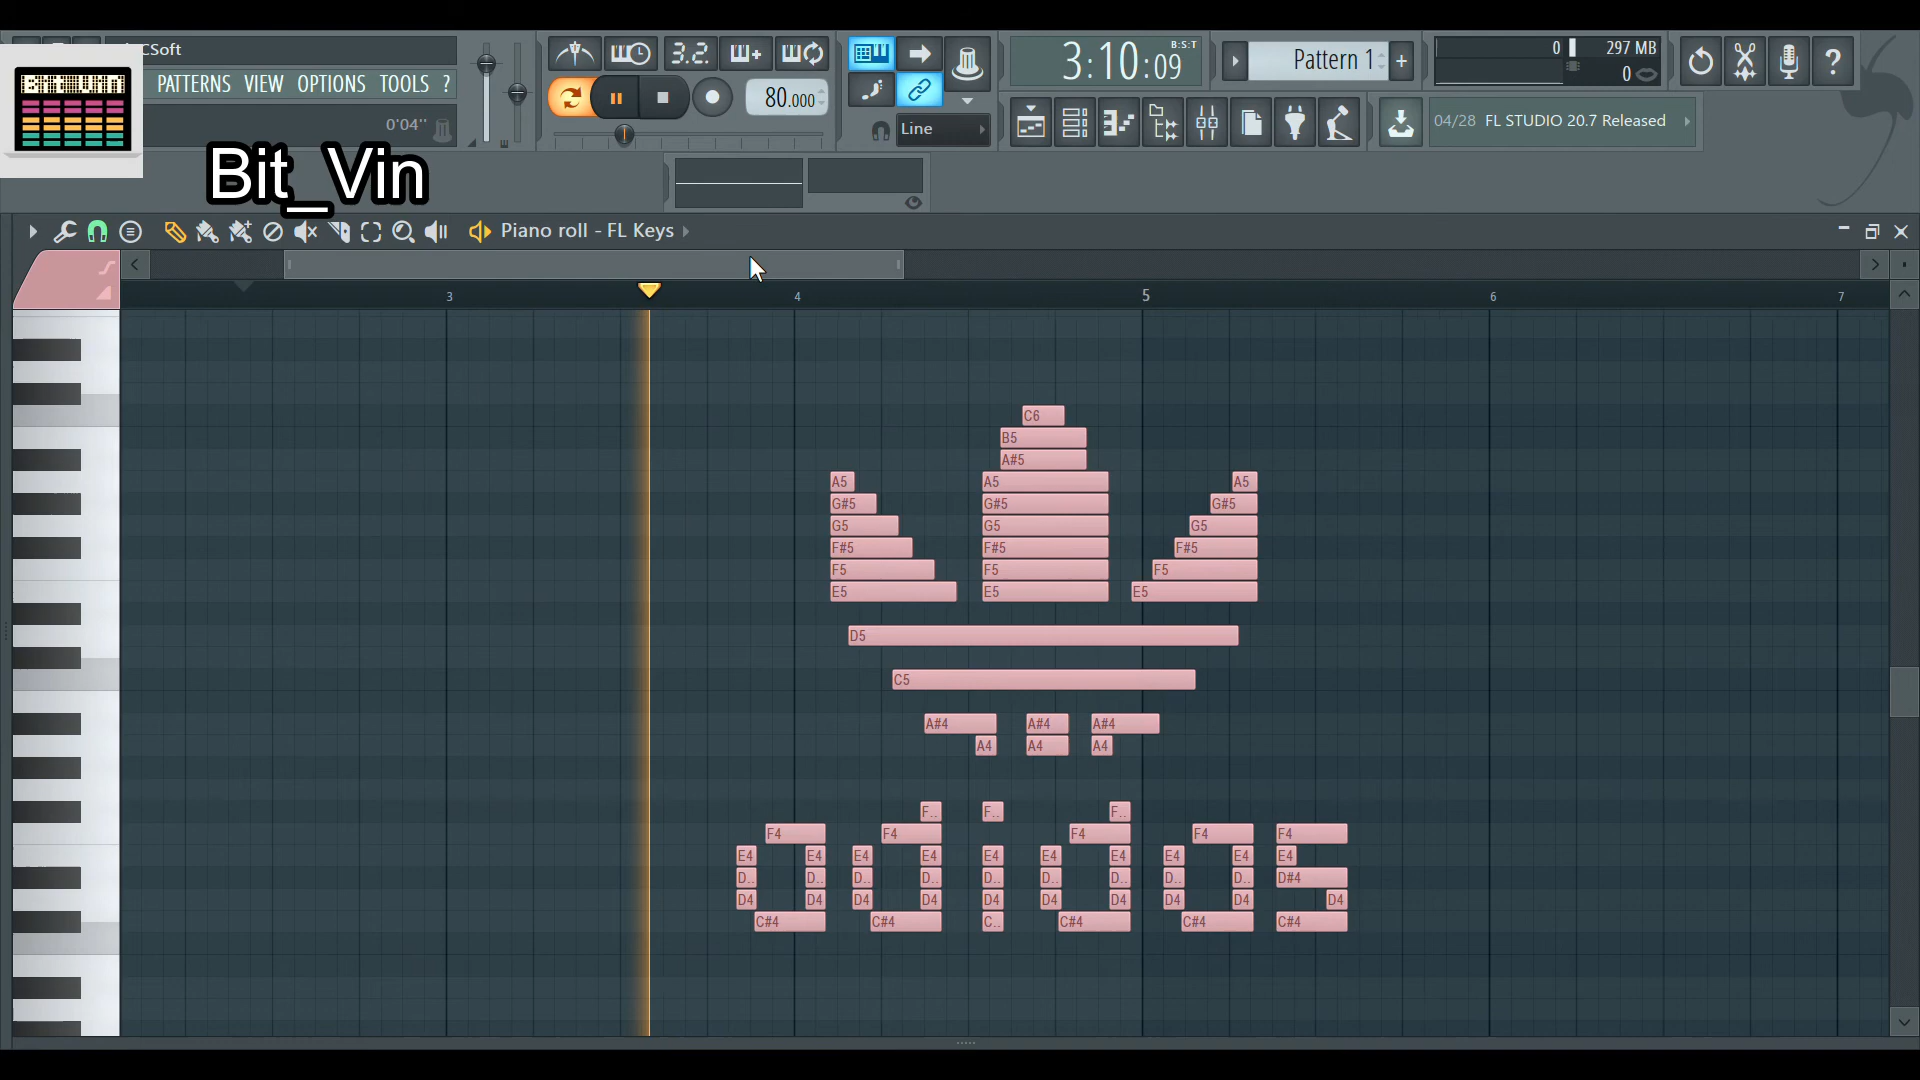 CSoft
3.2.
3:10:09
B:S:T
Pattern 1
+
0
297 MB
0
?
PATTERNS VIEW OPTIONS TOOLS ?
80.000
0'04''
Line
04/28 FL STUDIO 20.7 Released
Bit_Vin
Piano roll - FL Keys
3 4 5 6 7
C6
B5
A#5
A5 A5 A5
G#5 G#5 G#5
G5 G5 G5
F#5 F#5 F#5
F5 F5 F5
E5 E5 E5
D5
C5
A#4 A#4 A#4
A4 A4 A4
F.. F.. F..
F4 F4 F4 F4 F4
E4 E4 E4 E4 E4 E4 E4 E4 E4 E4
D.. D.. D.. D.. D.. D.. D.. D.. D.. D#4
D4 D4 D4 D4 D4 D4 D4 D4 D4 D4
C#4 C#4 C.. C#4 C#4 C#4